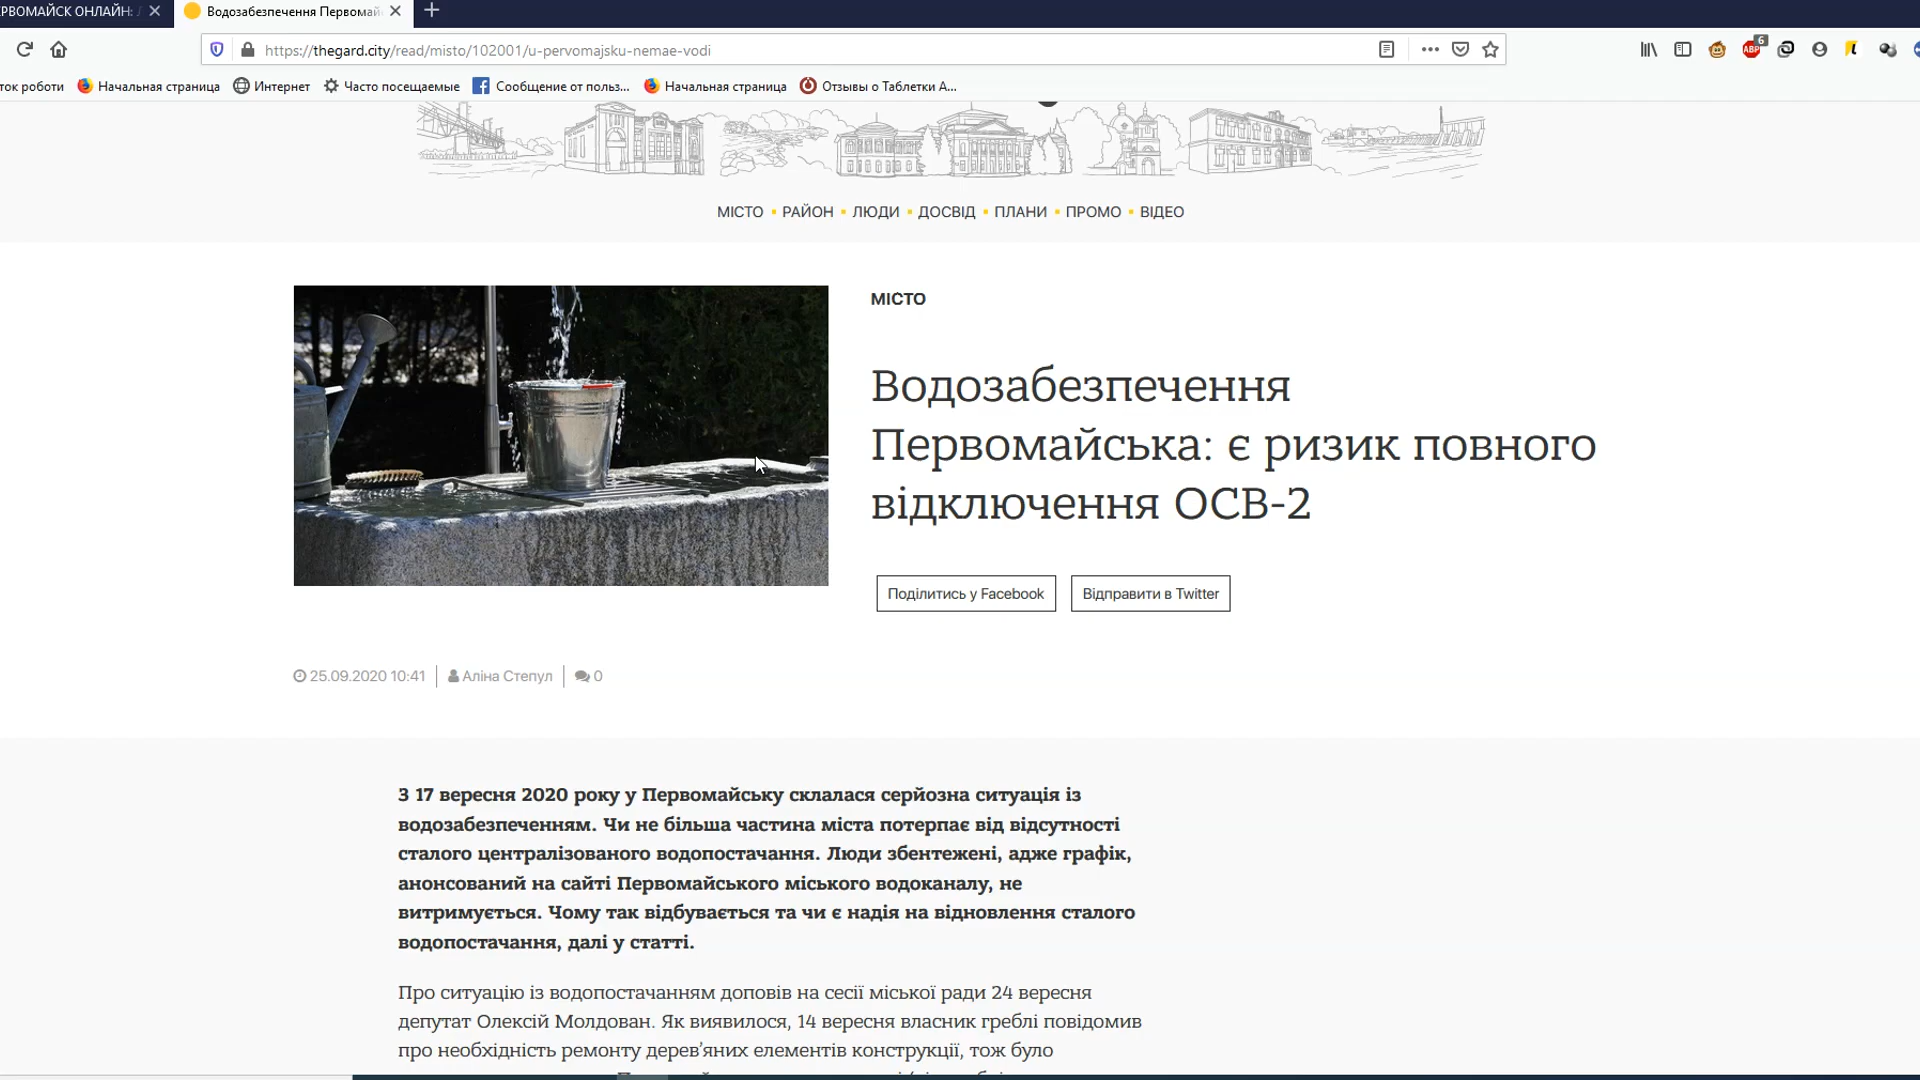 РВОМАЙСК ОНЛАЙН:
Водозабезпечення Первомай
https://thegard.city/read/misto/102001/u-pervomajsku-nemae-vodi
ABP 6
ток роботи Начальная страница Интернет Часто посещаемые Сообщение от польз... Начальная страница Отзывы о Таблетки А...
МІСТО РАЙОН ЛЮДИ ДОСВІД ПЛАНИ ПРОМО ВІДЕО
МІСТО
Водозабезпечення
Первомайська: є ризик повного
відключення ОСВ-2
Поділитись у Facebook Відправити в Twitter
25.09.2020 10:41 Аліна Степул 0
З 17 вересня 2020 року у Первомайську склалася серйозна ситуація із
водозабезпеченням. Чи не більша частина міста потерпає від відсутності
сталого централізованого водопостачання. Люди збентежені, адже графік,
анонсований на сайті Первомайського міського водоканалу, не
витримується. Чому так відбувається та чи є надія на відновлення сталого
водопостачання, далі у статті.
Про ситуацію із водопостачанням доповів на сесії міської ради 24 вересня
депутат Олексій Молдован. Як виявилося, 14 вересня власник греблі повідомив
про необхідність ремонту дерев’яних елементів конструкції, тож було